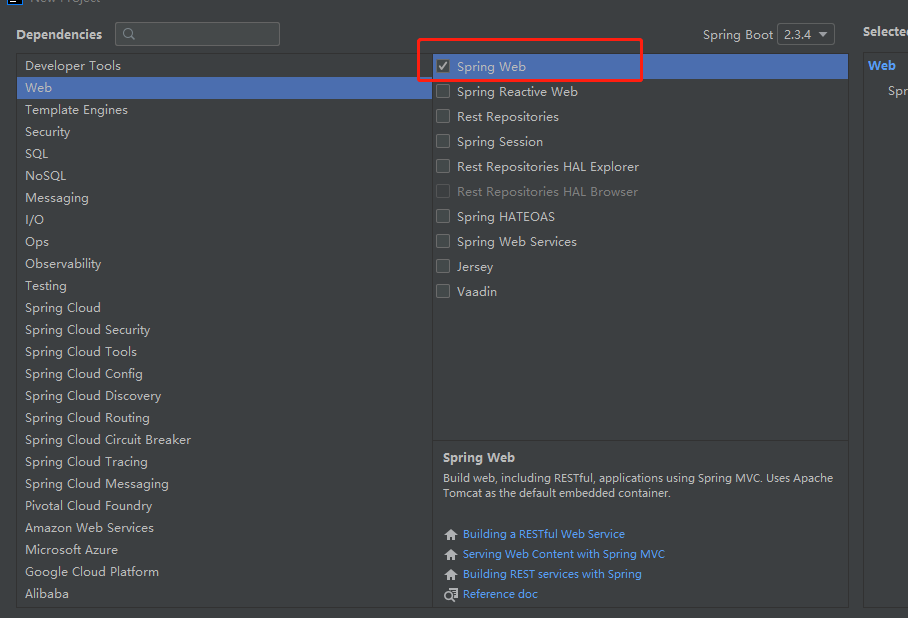 New Project
Dependencies
Spring Boot 2.3.4
Selected
Developer Tools
Web
Template Engines
Security
SQL
NoSQL
Messaging
I/O
Ops
Observability
Testing
Spring Cloud
Spring Cloud Security
Spring Cloud Tools
Spring Cloud Config
Spring Cloud Discovery
Spring Cloud Routing
Spring Cloud Circuit Breaker
Spring Cloud Tracing
Spring Cloud Messaging
Pivotal Cloud Foundry
Amazon Web Services
Microsoft Azure
Google Cloud Platform
Alibaba
Spring Web
Spring Reactive Web
Rest Repositories
Spring Session
Rest Repositories HAL Explorer
Rest Repositories HAL Browser
Spring HATEOAS
Spring Web Services
Jersey
Vaadin
Spring Web
Build web, including RESTful, applications using Spring MVC. Uses Apache
Tomcat as the default embedded container.
Building a RESTful Web Service
Serving Web Content with Spring MVC
Building REST services with Spring
Reference doc
Web
Spr